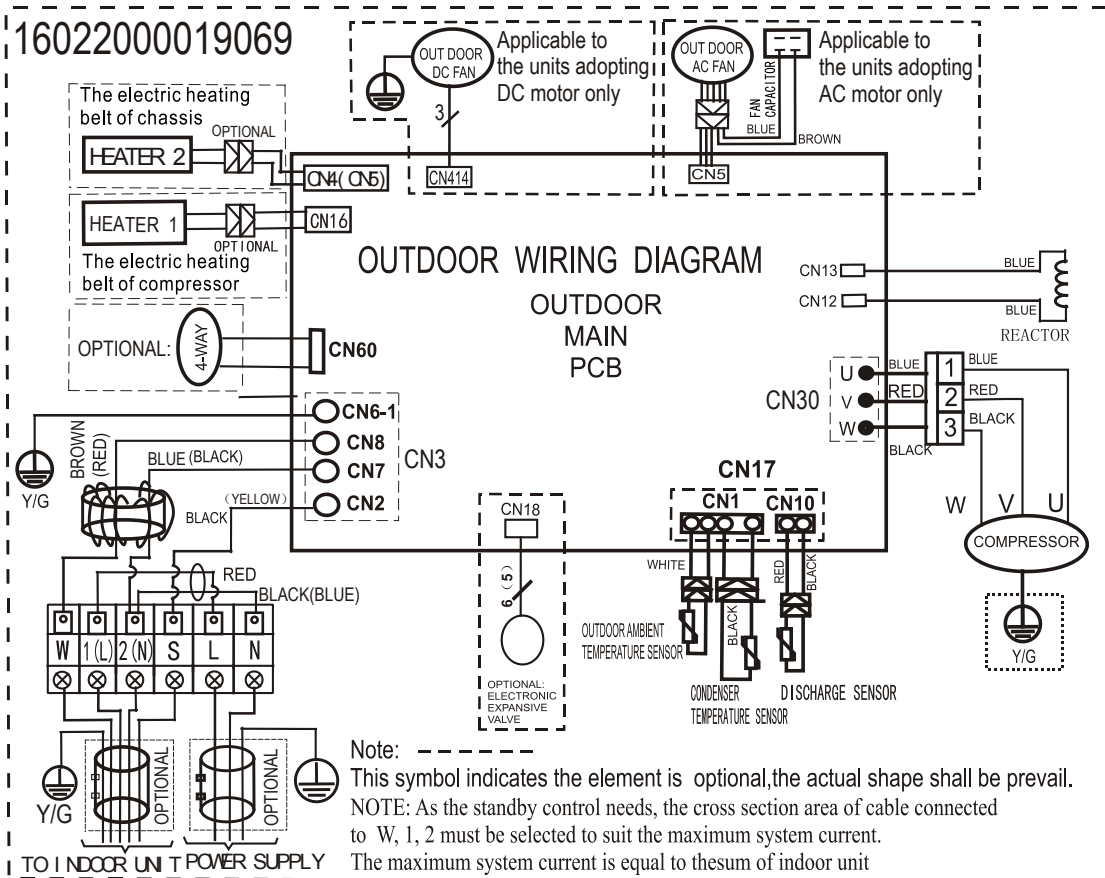 16022000019069
OUT DOOR
DC FAN
Applicable to
the units adopting
DC motor only
3
CN414
OUT DOOR
AC FAN
FAN
CAPACITOR
BLUE
BROWN
CN5
Applicable to
the units adopting
AC motor only
The electric heating
belt of chassis
OPTIONAL
HEATER 2
CN4(CN5)
HEATER 1
CN16
OPTIONAL
The electric heating
belt of compressor
OPTIONAL:
4-WAY
CN60
OUTDOOR WIRING DIAGRAM
OUTDOOR
MAIN
PCB
CN13
BLUE
CN12
BLUE
REACTOR
CN30
U
V
W
BLUE
RED
BLACK
1
2
3
BLUE
RED
BLACK
W V U
COMPRESSOR
Y/G
CN6-1
CN8
CN7
CN2
CN3
Y/G
BROWN
(RED)
BLUE (BLACK)
(YELLOW)
BLACK
RED
BLACK(BLUE)
W 1(L) 2(N) S L N
CN18
6 (5)
OPTIONAL:
ELECTRONIC
EXPANSIVE
VALVE
CN17
CN1
CN10
WHITE
BLACK
RED
BLACK
OUTDOOR AMBIENT
TEMPERATURE SENSOR
CONDENSER
TEMPERATURE SENSOR
DISCHARGE SENSOR
Y/G
OPTIONAL
OPTIONAL
TO INDOOR UNIT
POWER SUPPLY
Note:
This symbol indicates the element is optional,the actual shape shall be prevail.
NOTE: As the standby control needs, the cross section area of cable connected
to W, 1, 2 must be selected to suit the maximum system current.
The maximum system current is equal to thesum of indoor unit